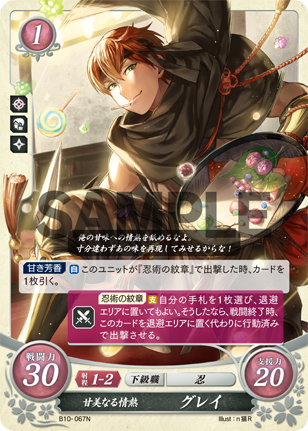 1
SAMPLE
俺の甘味への情熱を舐めるなよ。
寸分違わずあの味を再現してみせるからな!
甘き芳香 自 このユニットが『忍術の紋章』で出撃した時、カードを
1枚引く。
忍術の紋章 支 自分の手札を1枚選び、退避
エリアに置いてもよい。そうしたなら、戦闘終了時、
このカードを退避エリアに置く代わりに行動済み
で出撃させる。
戦闘力
30
射程 1-2 下級職 忍
支援力
20
甘美なる情熱 グレイ
B10-067N
Illust:n猫R